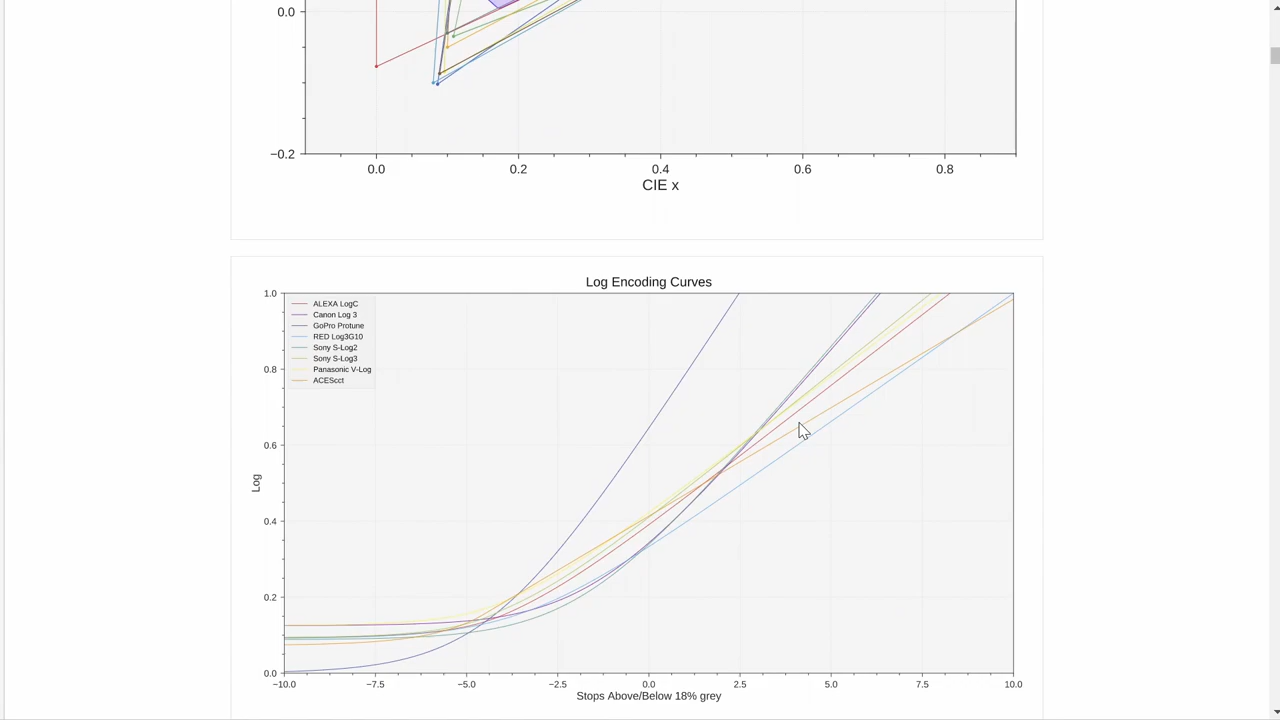 0.0
−0.2
0.0 0.2 0.4 0.6 0.8
CIE x
Log Encoding Curves
1.0
ALEXA LogC
Canon Log 3
GoPro Protune
RED Log3G10
Sony S-Log2
Sony S-Log3
Panasonic V-Log
ACEScct
0.8
0.6
Log
0.4
0.2
0.0
−10.0 −7.5 −5.0 −2.5 0.0 2.5 5.0 7.5 10.0
Stops Above/Below 18% grey